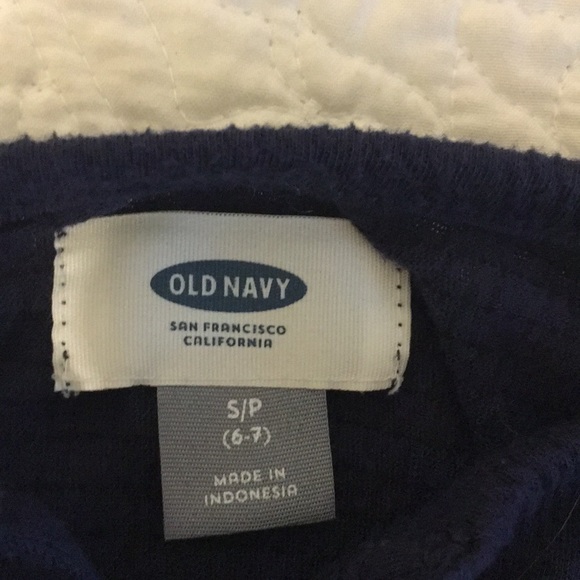 OLD NAVY
SAN FRANCISCO
CALIFORNIA
S/P
(6-7)
MADE IN
INDONESIA